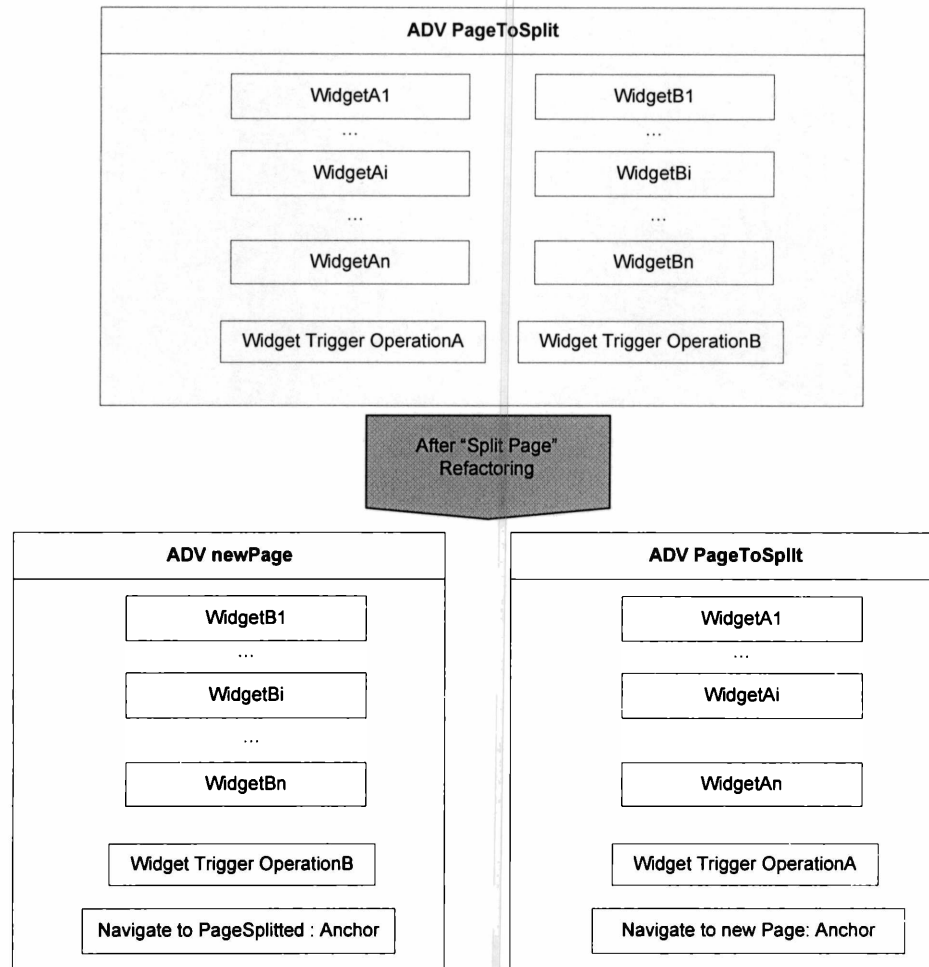 ADV PageToSplit
WidgetA1
WidgetB1
...
...
WidgetAi
WidgetBi
...
...
WidgetAn
WidgetBn
Widget Trigger OperationA
Widget Trigger OperationB
After "Split Page"
Refactoring
ADV newPage
WidgetB1
...
WidgetBi
...
WidgetBn
Widget Trigger OperationB
Navigate to PageSplitted : Anchor
ADV PageToSplit
WidgetA1
...
WidgetAi
WidgetAn
Widget Trigger OperationA
Navigate to new Page: Anchor